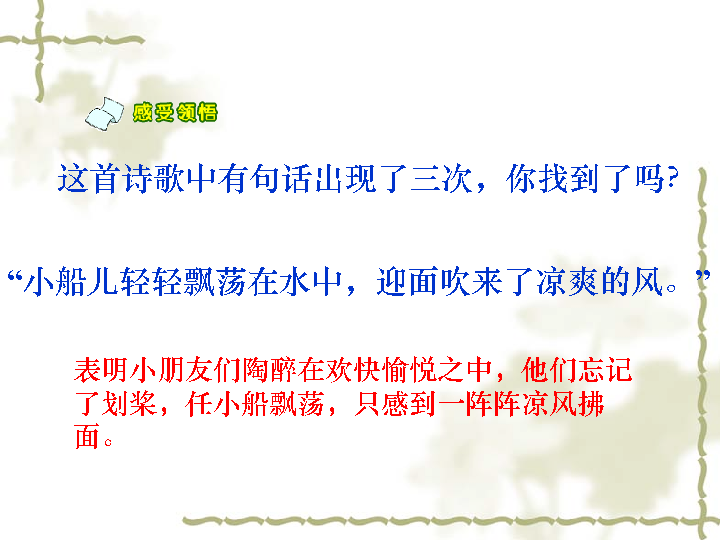 感受领悟
这首诗歌中有句话出现了三次，你找到了吗?
“小船儿轻轻飘荡在水中，迎面吹来了凉爽的风。”
表明小朋友们陶醉在欢快愉悦之中，他们忘记
了划桨，任小船飘荡，只感到一阵阵凉风拂
面。